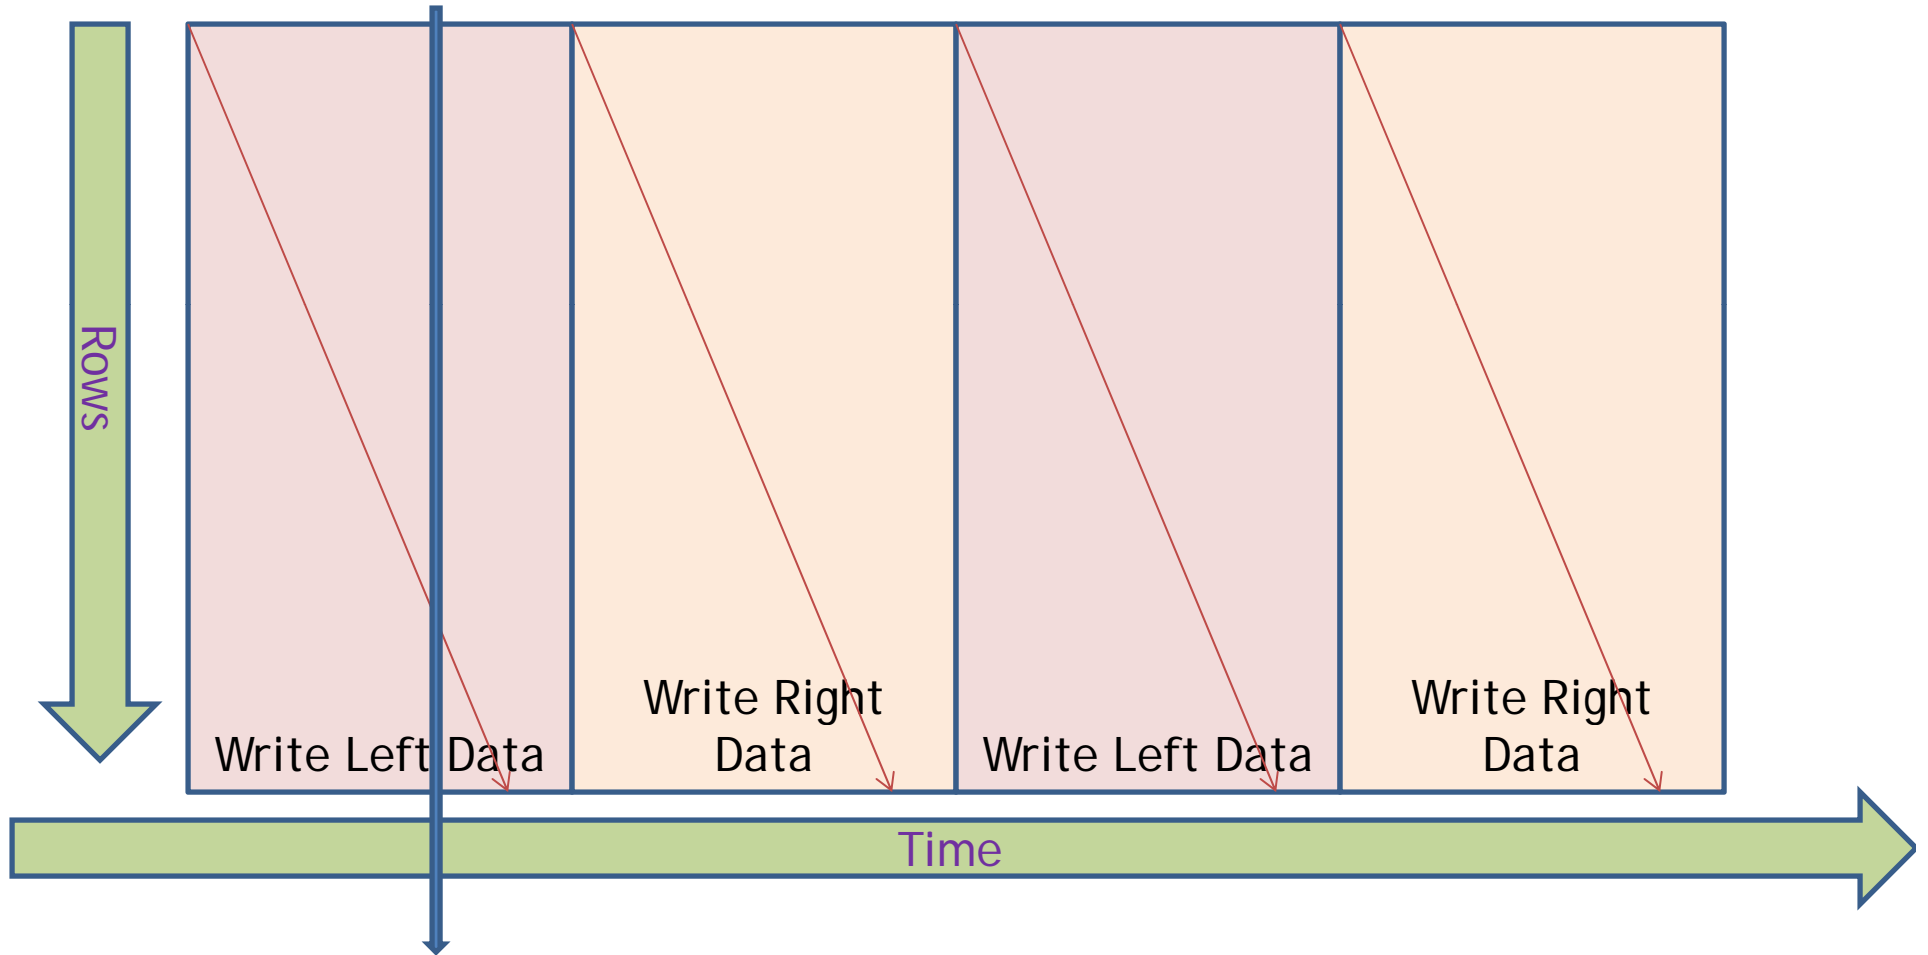 Rows
Write Left Data
Write Right
Data
Write Left Data
Write Right
Data
Time